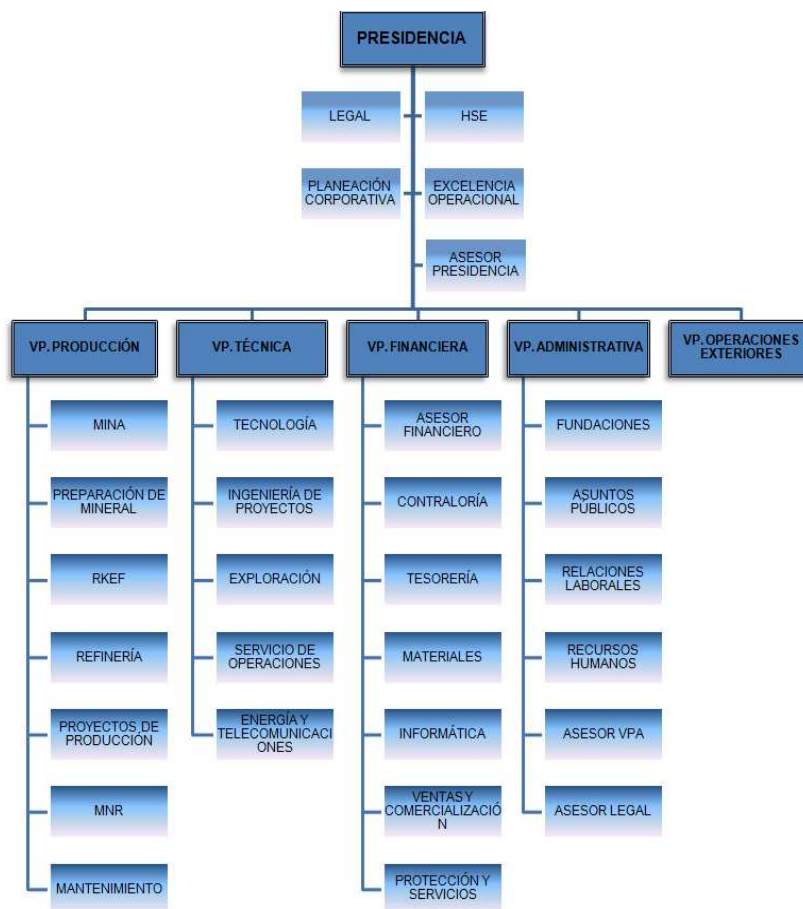 PRESIDENCIA
LEGAL
HSE
PLANEACIÓN
CORPORATIVA
EXCELENCIA
OPERACIONAL
ASESOR
PRESIDENCIA
VP. PRODUCCIÓN
VP. TÉCNICA
VP. FINANCIERA
VP. ADMINISTRATIVA
VP. OPERACIONES
EXTERIORES
MINA
PREPARACIÓN DE
MINERAL
RKEF
REFINERÍA
PROYECTOS DE
PRODUCCIÓN
MNR
MANTENIMIENTO
TECNOLOGÍA
INGENIERÍA DE
PROYECTOS
EXPLORACIÓN
SERVICIO DE
OPERACIONES
ENERGÍA Y
TELECOMUNICACI
ONES
ASESOR
FINANCIERO
CONTRALORÍA
TESORERÍA
MATERIALES
INFORMÁTICA
VENTAS Y
COMERCIALIZACIÓ
N
PROTECCIÓN Y
SERVICIOS
FUNDACIONES
ASUNTOS
PÚBLICOS
RELACIONES
LABORALES
RECURSOS
HUMANOS
ASESOR VPA
ASESOR LEGAL